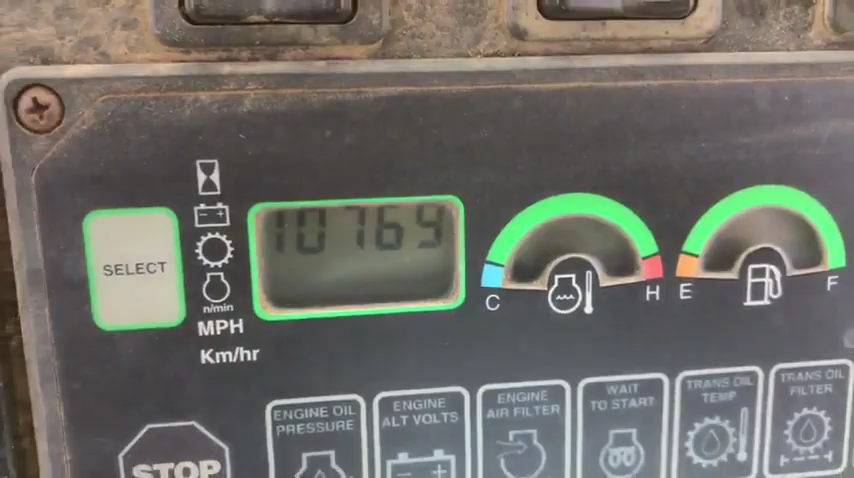 SELECT
n/min
MPH
Km/hr
10769
C
H
E
F
STOP
ENGINE OIL
PRESSURE
ENGINE
ALT VOLTS
ENGINE
AIR FILTER
WAIT
TO START
TRANS OIL
TEMP
TRANS OIL
FILTER